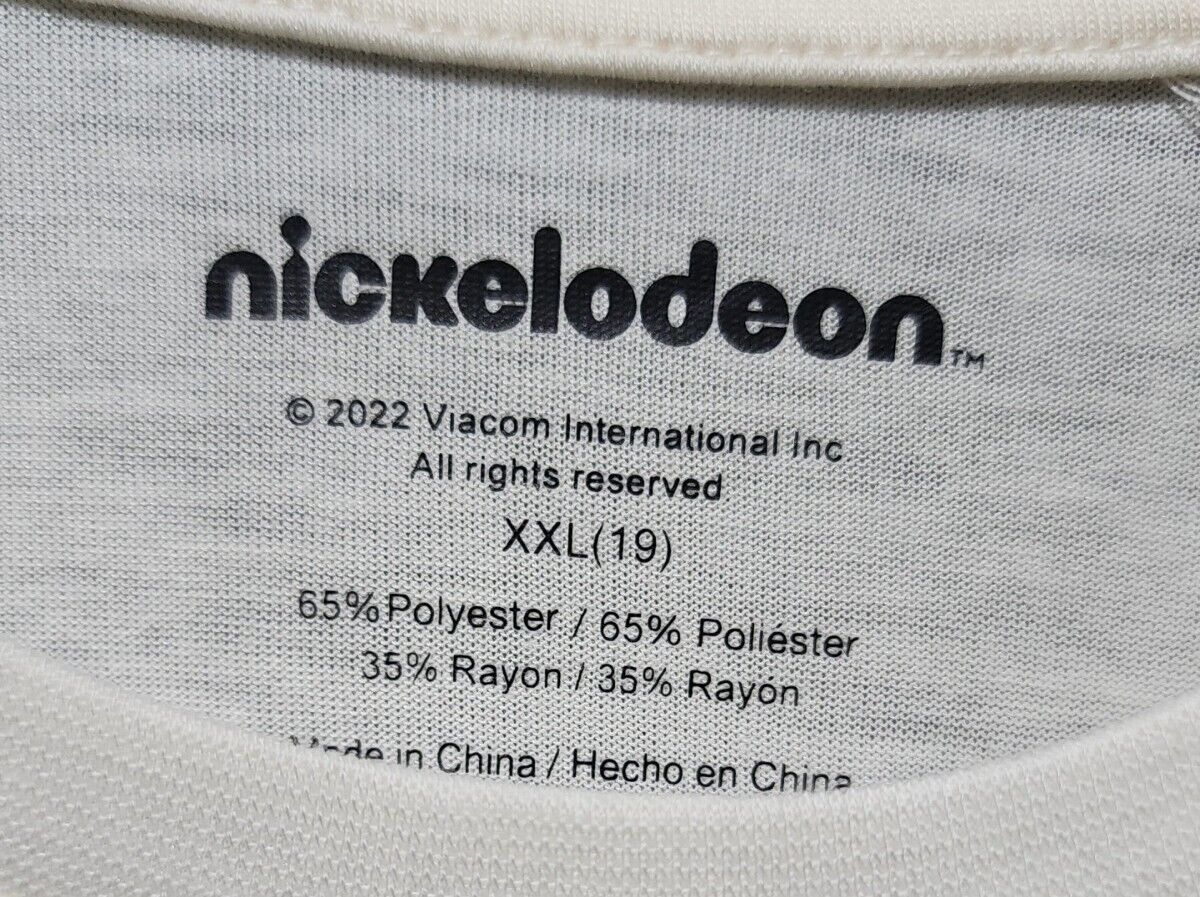 nickelodeon™
© 2022 Viacom International Inc
All rights reserved
XXL(19)
65% Polyester / 65% Poliéster
35% Rayon / 35% Rayón
Made in China / Hecho en China